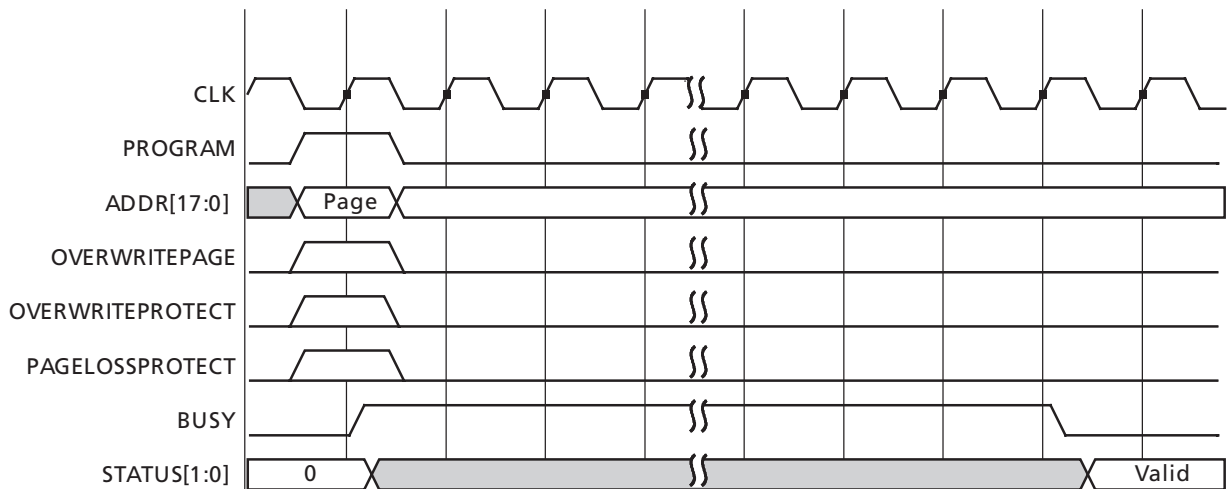 CLK
PROGRAM
ADDR[17:0] Page
OVERWRITEPAGE
OVERWRITEPROTECT
PAGELOSSPROTECT
BUSY
STATUS[1:0] 0 Valid